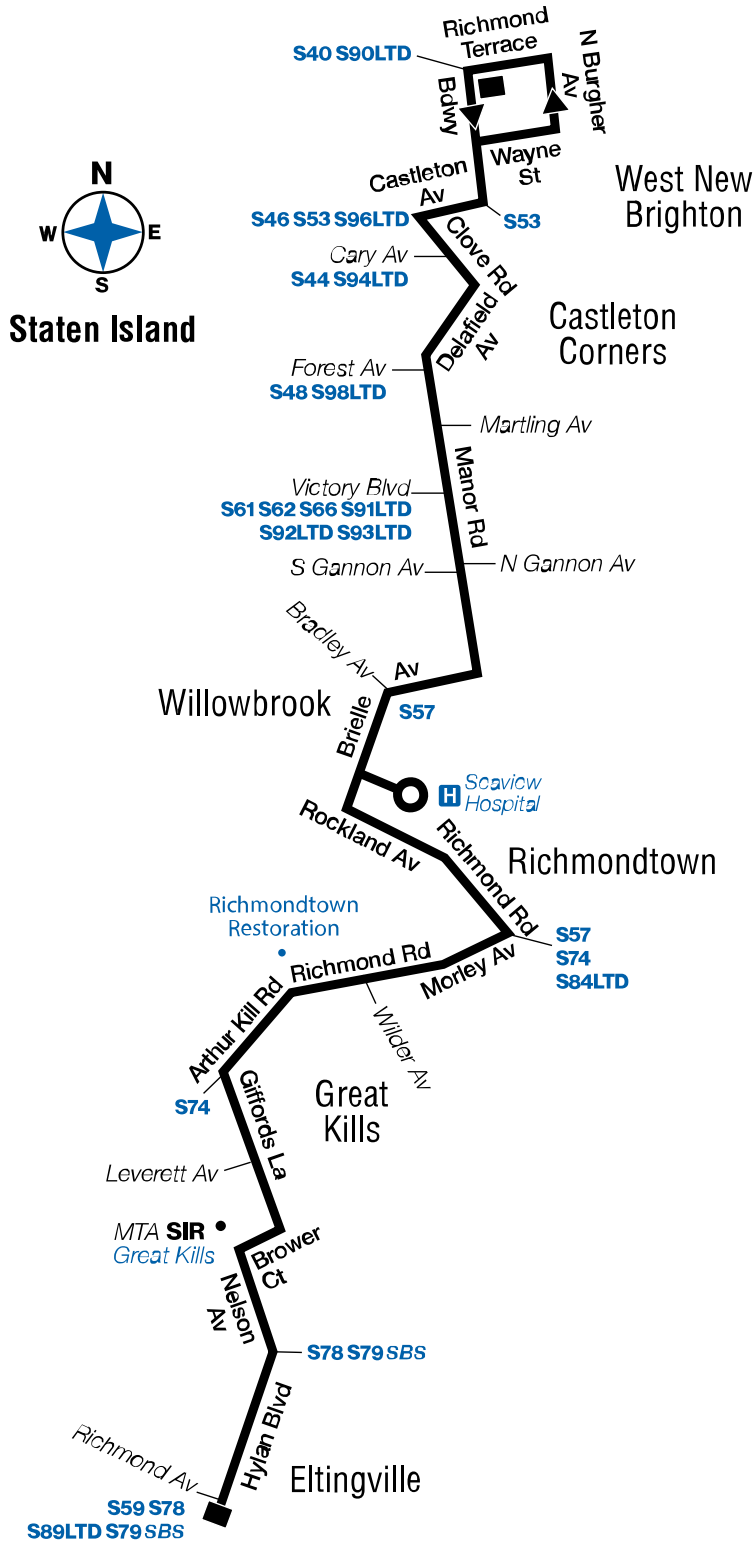 Richmond
Terrace
S40 S90LTD
N Burgher
Av
Bdwy
Wayne
St
Castleton
Av
West New
Brighton
N
W
E
S
Staten Island
S46 S53 S96LTD
S53
Clove Rd
Cary Av
S44 S94LTD
Delafield
Av
Castleton
Corners
Forest Av
S48 S98LTD
Martling Av
Manor Rd
Victory Blvd
S61 S62 S66 S91LTD
S92LTD S93LTD
S Gannon Av
N Gannon Av
Bradley Av
Brielle
Av
Willowbrook
S57
H
Seaview
Hospital
Rockland Av
Richmond Rd
Richmondtown
Richmondtown
Restoration
S57
S74
S84LTD
Richmond Rd
Morley Av
Arthur Kill Rd
Wilder Av
S74
Giffords La
Great
Kills
Leverett Av
MTA SIR
Great Kills
Brower
Ct
Nelson
Av
S78 S79 SBS
Hylan Blvd
Richmond Av
Eltingville
S59 S78
S89LTD S79 SBS